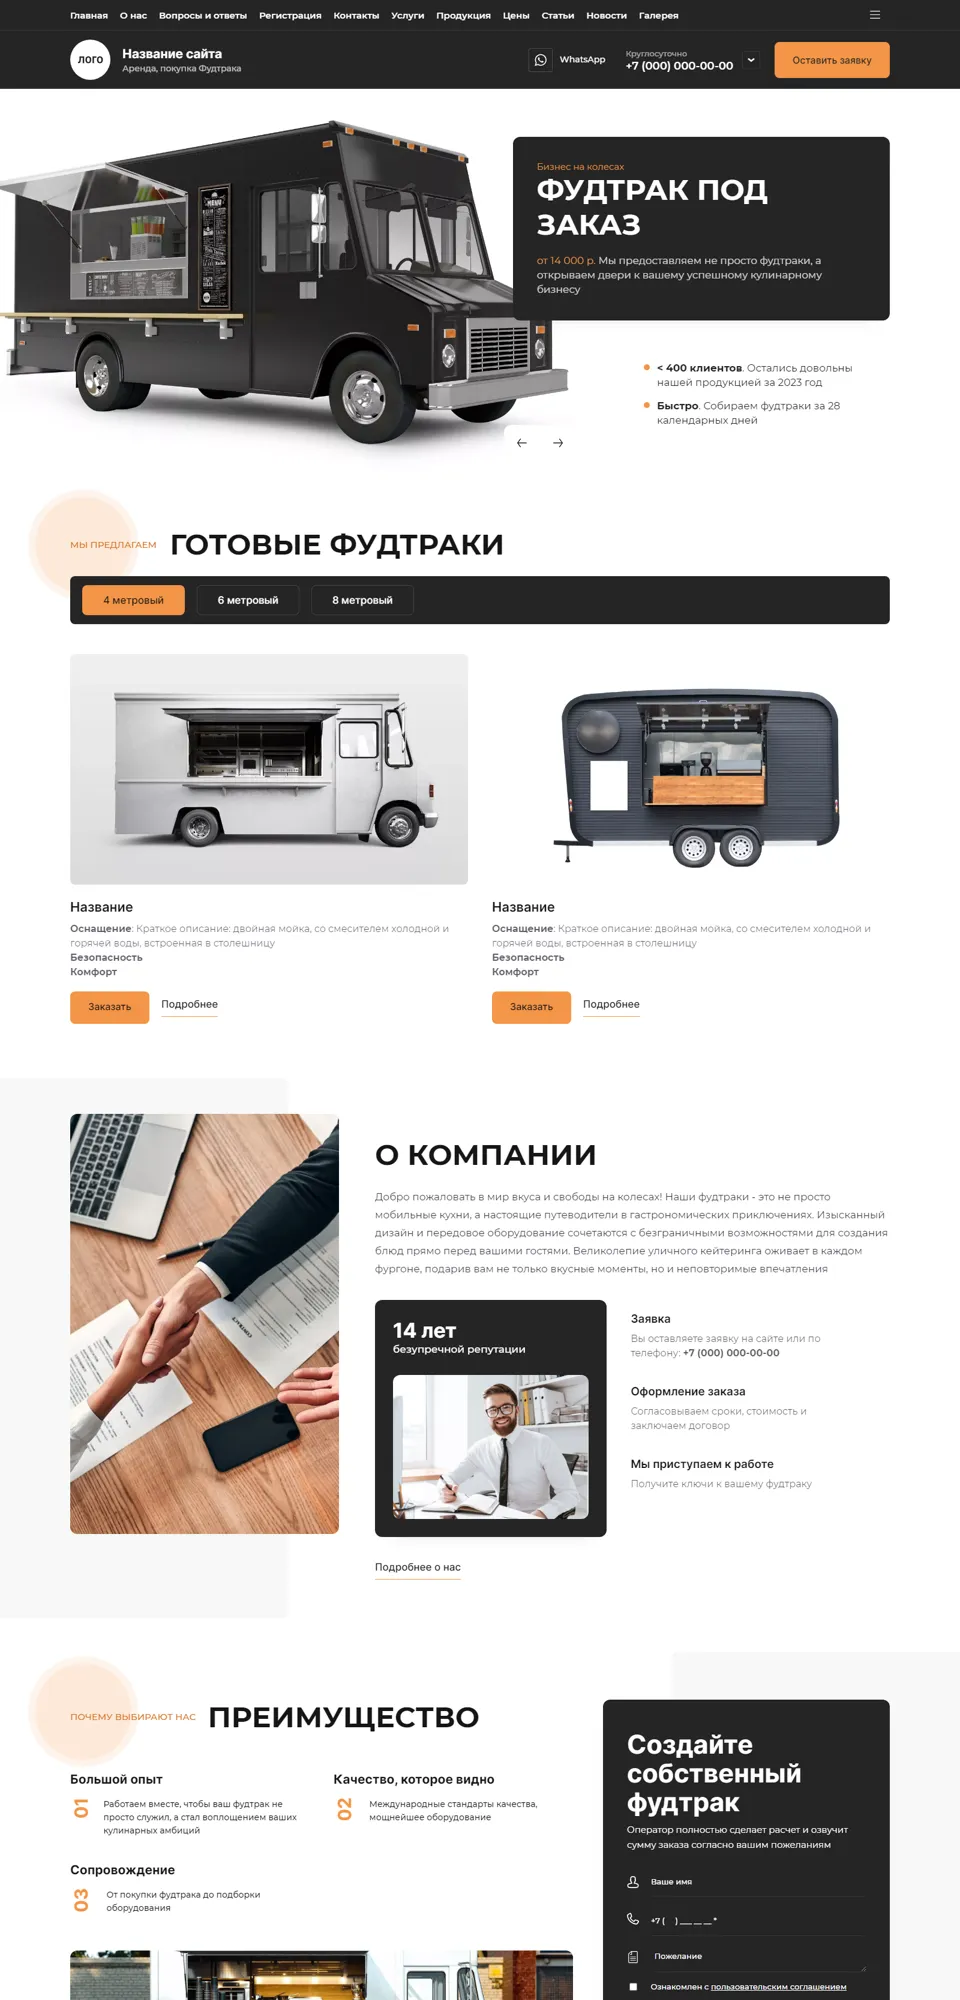 Главная О нас Вопросы и ответы Регистрация Контакты Услуги Продукция Цены Статьи Новости Галерея
ЛОГО
Название сайта
Аренда, покупка Фудтрака
WhatsApp
Круглосуточно
+7 (000) 000-00-00
Оставить заявку
MENU
Бизнес на колесах
ФУДТРАК ПОД
ЗАКАЗ
от 14 000 р. Мы предоставляем не просто фудтраки, а
открываем двери к вашему успешному кулинарному
бизнесу
< 400 клиентов. Остались довольны
нашей продукцией за 2023 год
Быстро. Собираем фудтраки за 28
календарных дней
МЫ ПРЕДЛАГАЕМ ГОТОВЫЕ ФУДТРАКИ
4 метровый 6 метровый 8 метровый
Название
Оснащение: Краткое описание: двойная мойка, со смесителем холодной и
горячей воды, встроенная в столешницу
Безопасность
Комфорт
Заказать Подробнее
Название
Оснащение: Краткое описание: двойная мойка, со смесителем холодной и
горячей воды, встроенная в столешницу
Безопасность
Комфорт
Заказать Подробнее
CONTRACT
О КОМПАНИИ
Добро пожаловать в мир вкуса и свободы на колесах! Наши фудтраки - это не просто
мобильные кухни, а настоящие путеводители в гастрономических приключениях. Изысканный
дизайн и передовое оборудование сочетаются с безграничными возможностями для создания
блюд прямо перед вашими гостями. Великолепие уличного кейтеринга оживает в каждом
фургоне, подарив вам не только вкусные моменты, но и неповторимые впечатления
14 лет
безупречной репутации
Заявка
Вы оставляете заявку на сайте или по
телефону: +7 (000) 000-00-00
Оформление заказа
Согласовываем сроки, стоимость и
заключаем договор
Мы приступаем к работе
Получите ключи к вашему фудтраку
Подробнее о нас
ПОЧЕМУ ВЫБИРАЮТ НАС ПРЕИМУЩЕСТВО
Большой опыт
01
Работаем вместе, чтобы ваш фудтрак не
просто служил, а стал воплощением ваших
кулинарных амбиций
Качество, которое видно
02
Международные стандарты качества,
мощнейшее оборудование
Сопровождение
03
От покупки фудтрака до подборки
оборудования
Создайте
собственный
фудтрак
Оператор полностью сделает расчет и озвучит
сумму заказа согласно вашим пожеланиям
Ваше имя
+7 ( ) ___ __ __ *
Пожелание
Ознакомлен с пользовательским соглашением